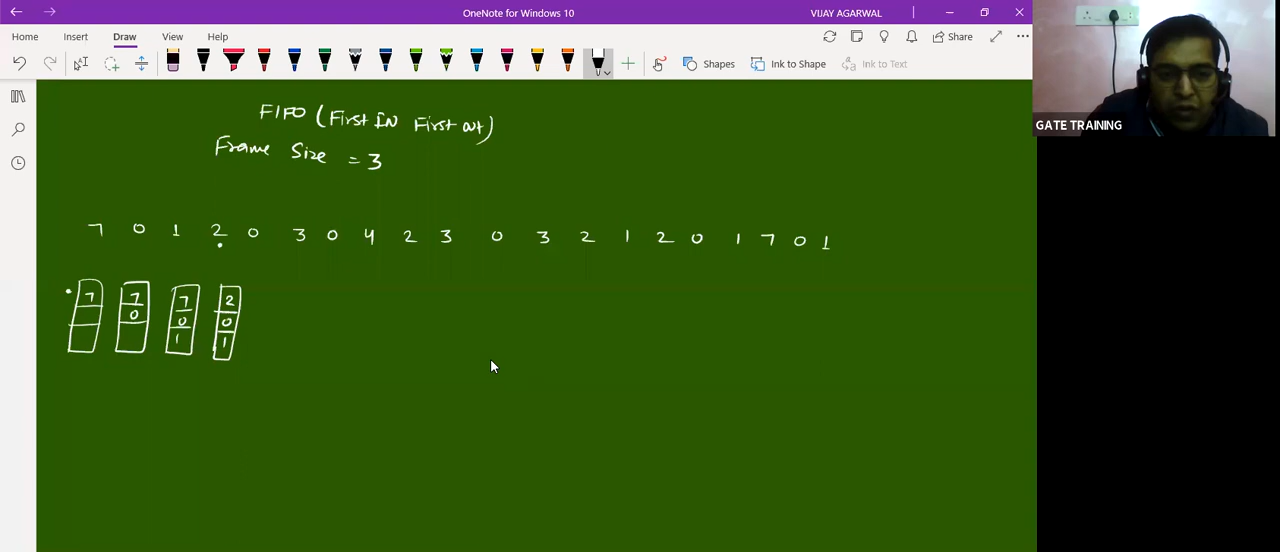 OneNote for Windows 10
VIJAY AGARWAL
Home Insert Draw View Help
Shapes Ink to Shape Ink to Text
Share
GATE TRAINING
FIFO (First IN First out)
Frame Size = 3
7 0 1 2 0 3 0 4 2 3 0 3 2 1 2 0 1 7 0 1
7 7 7 2
0 0 0
1 1